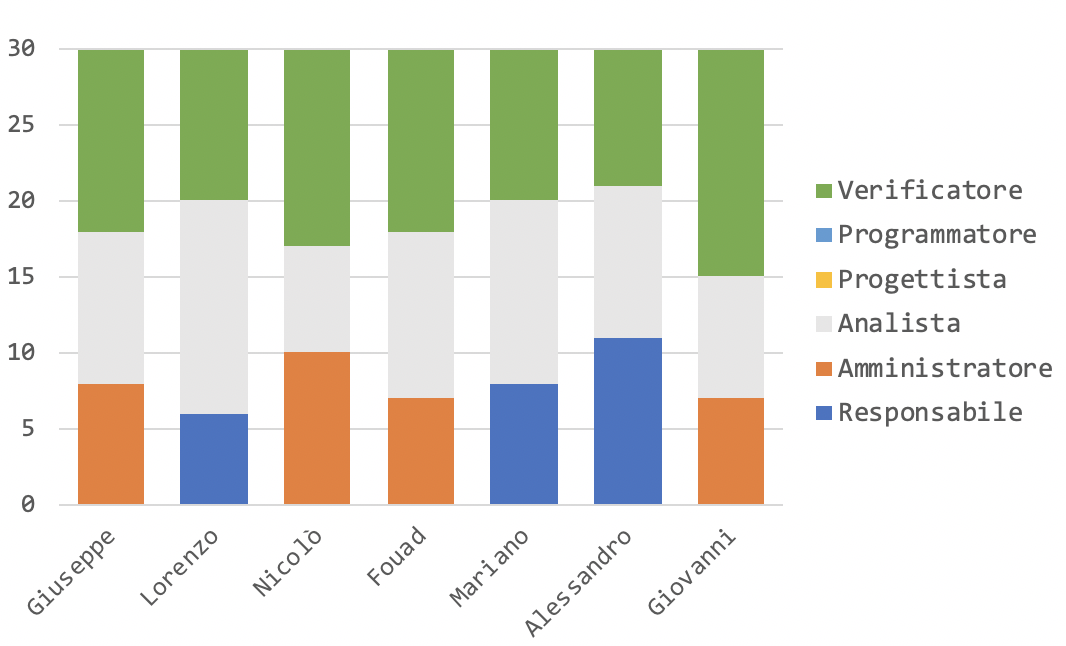 30
25
20
15
10
5
0
Giuseppe
Lorenzo
Nicolò
Fouad
Mariano
Alessandro
Giovanni
Verificatore
Programmatore
Progettista
Analista
Amministratore
Responsabile